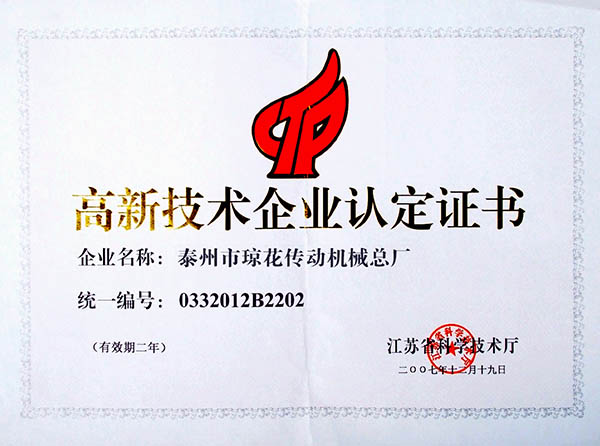 高新技术企业认定证书
企业名称：泰州市琼花传动机械总厂
统一编号：0332012B2202
（有效期二年）
江苏省科学技术厅
二〇〇七年十二月十九日